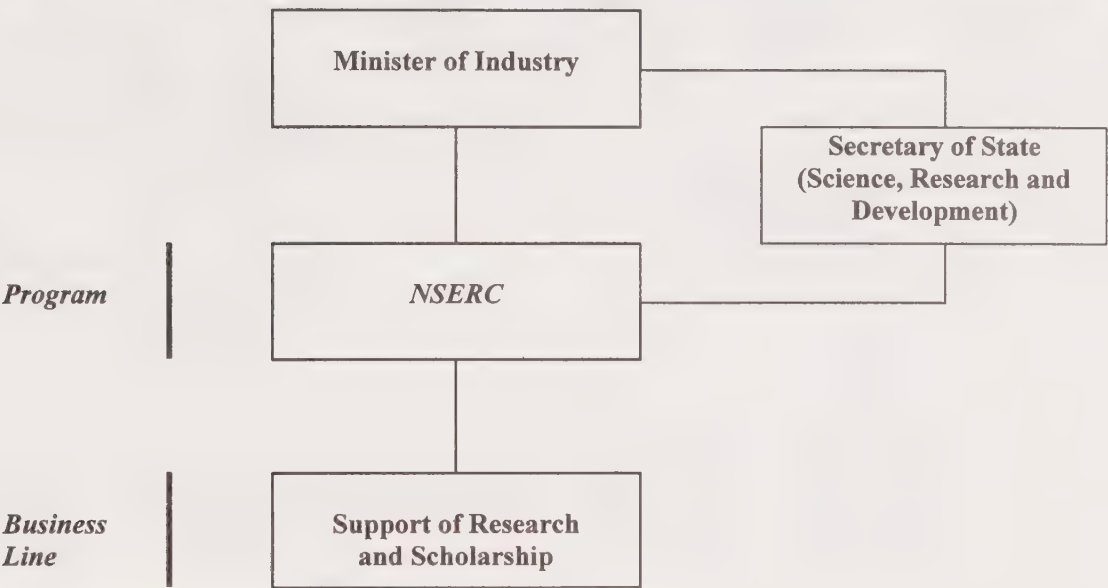 Minister of Industry
Secretary of State
(Science, Research and
Development)
Program
NSERC
Business
Line
Support of Research
and Scholarship